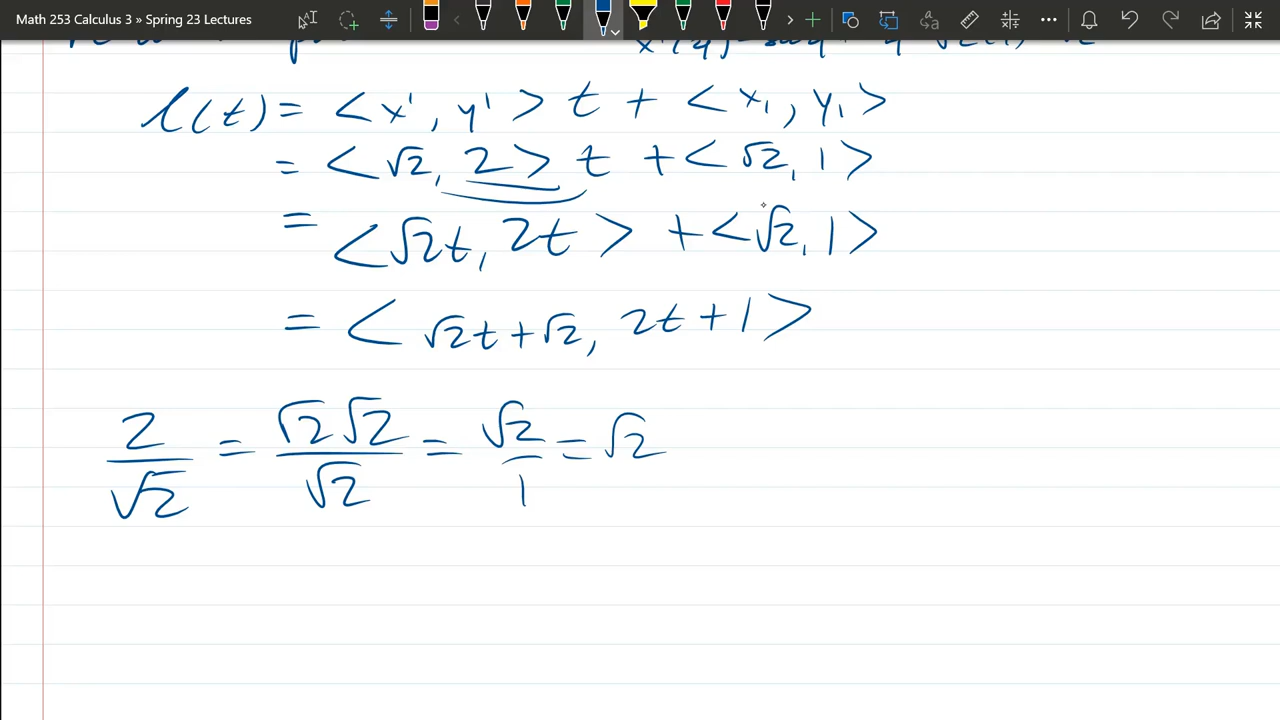 Math 253 Calculus 3 » Spring 23 Lectures
l(t) = <x', y'> t + <x₁, y₁>
= <√2, 2> t + <√2, 1>
= <√2t, 2t> + <√2, 1>
= <√2t + √2, 2t + 1>
2/√2 = √2√2/√2 = √2/1 = √2